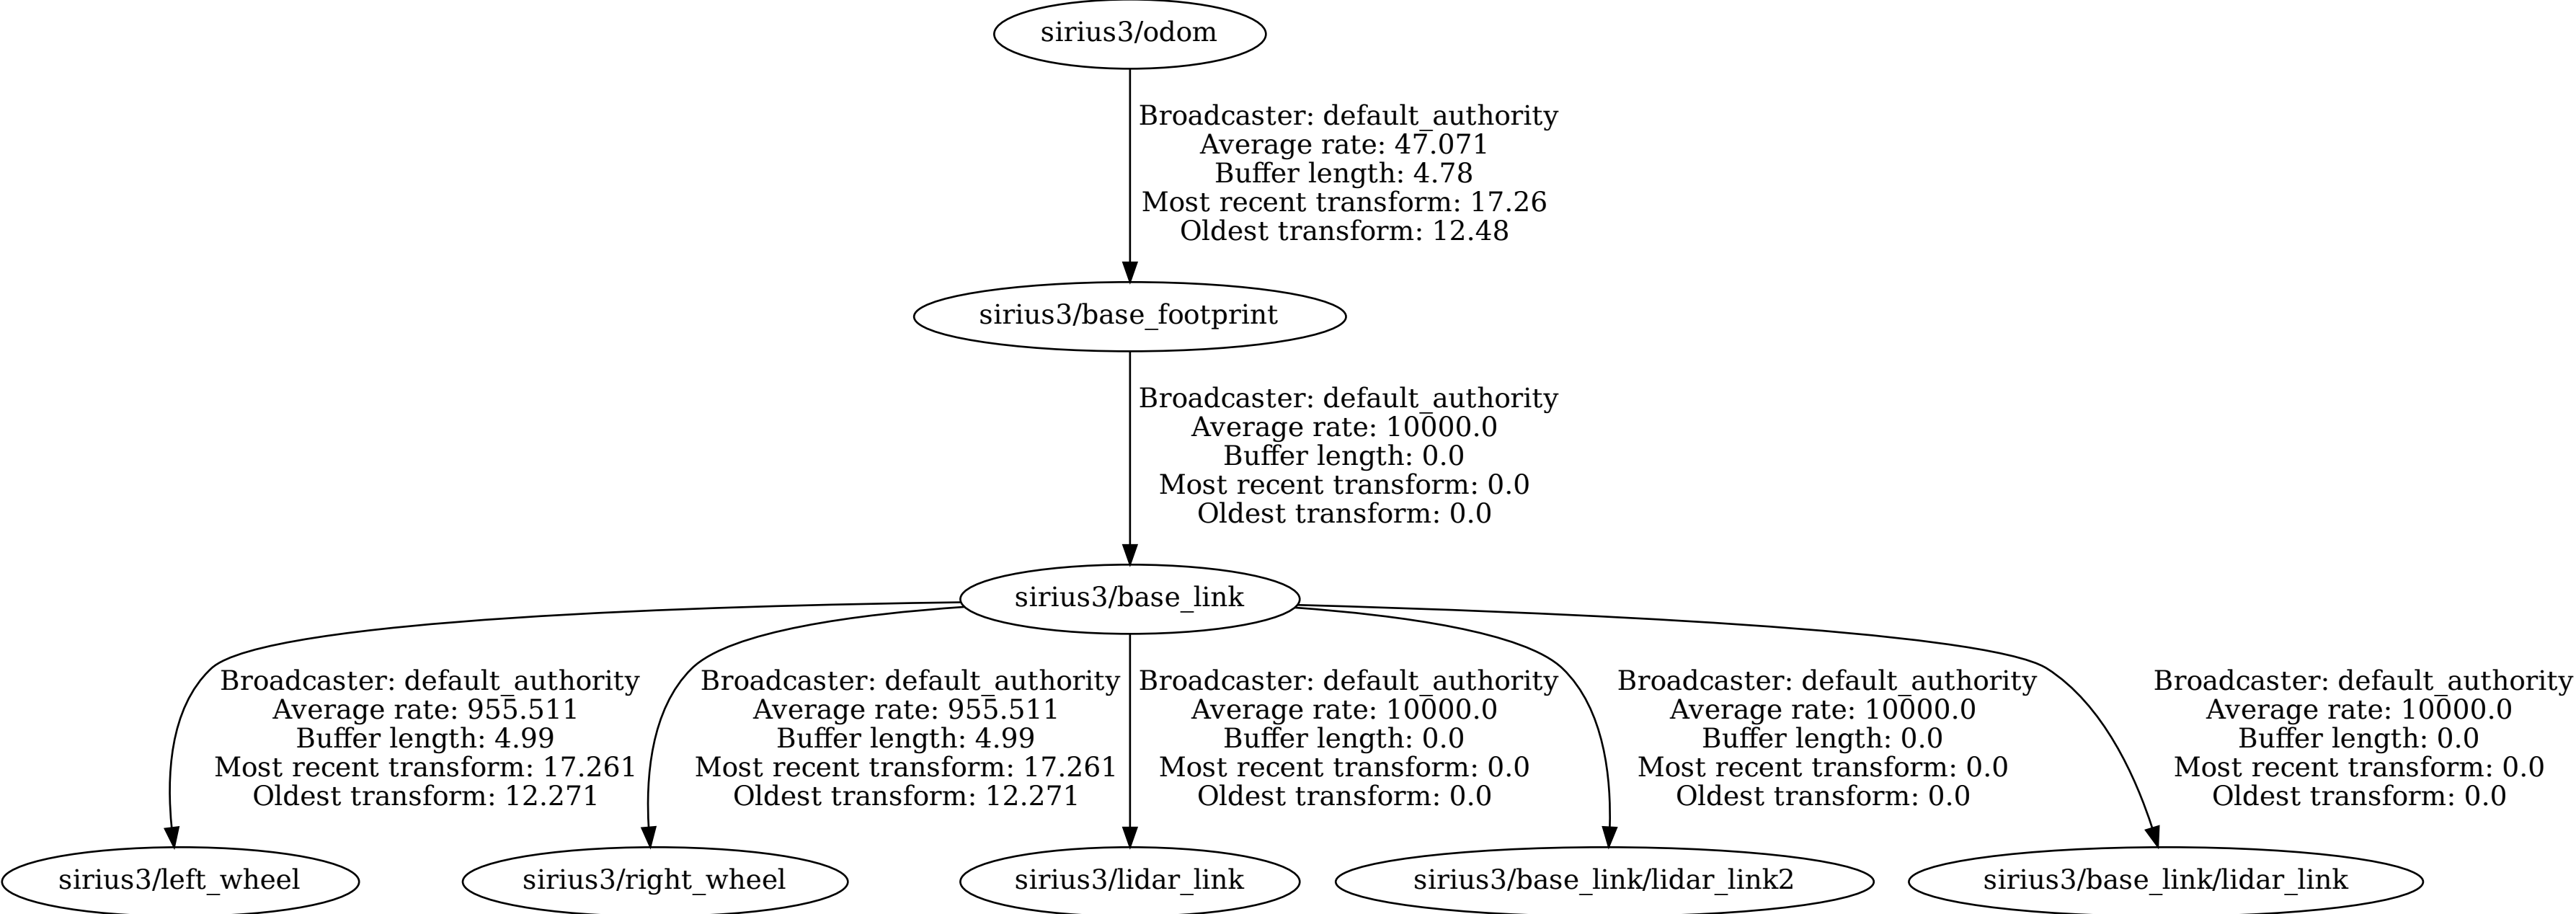 sirius3/odom
Broadcaster: default_authority
Average rate: 47.071
Buffer length: 4.78
Most recent transform: 17.26
Oldest transform: 12.48
sirius3/base_footprint
Broadcaster: default_authority
Average rate: 10000.0
Buffer length: 0.0
Most recent transform: 0.0
Oldest transform: 0.0
sirius3/base_link
Broadcaster: default_authority
Average rate: 955.511
Buffer length: 4.99
Most recent transform: 17.261
Oldest transform: 12.271
Broadcaster: default_authority
Average rate: 955.511
Buffer length: 4.99
Most recent transform: 17.261
Oldest transform: 12.271
Broadcaster: default_authority
Average rate: 10000.0
Buffer length: 0.0
Most recent transform: 0.0
Oldest transform: 0.0
Broadcaster: default_authority
Average rate: 10000.0
Buffer length: 0.0
Most recent transform: 0.0
Oldest transform: 0.0
Broadcaster: default_authority
Average rate: 10000.0
Buffer length: 0.0
Most recent transform: 0.0
Oldest transform: 0.0
sirius3/left_wheel
sirius3/right_wheel
sirius3/lidar_link
sirius3/base_link/lidar_link2
sirius3/base_link/lidar_link